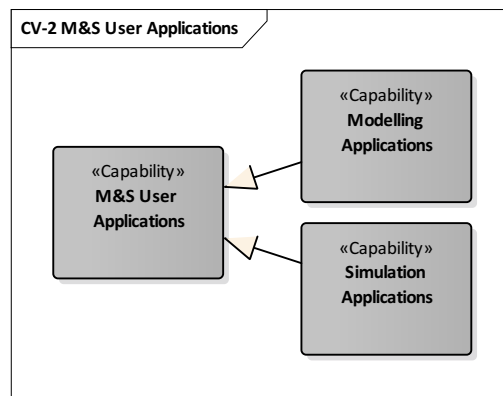 CV-2 M&S User Applications
«Capability»
Modelling
Applications
«Capability»
M&S User
Applications
«Capability»
Simulation
Applications